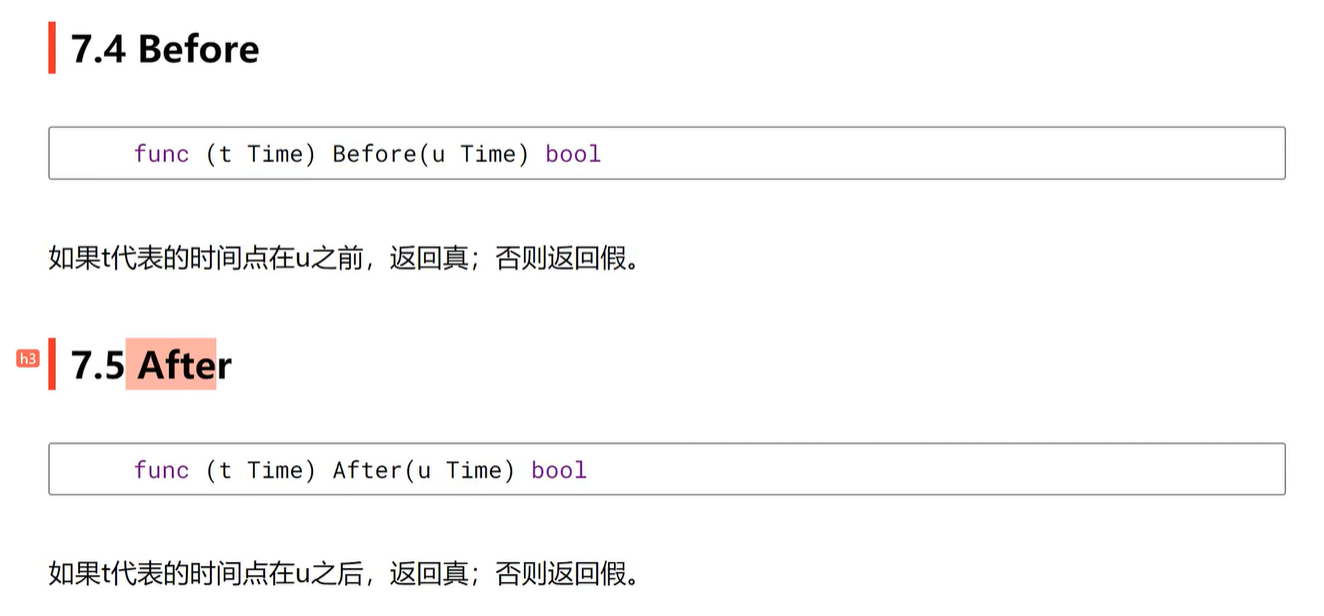 7.4 Before
func (t Time) Before(u Time) bool
如果t代表的时间点在u之前，返回真；否则返回假。
h3
7.5 After
func (t Time) After(u Time) bool
如果t代表的时间点在u之后，返回真；否则返回假。